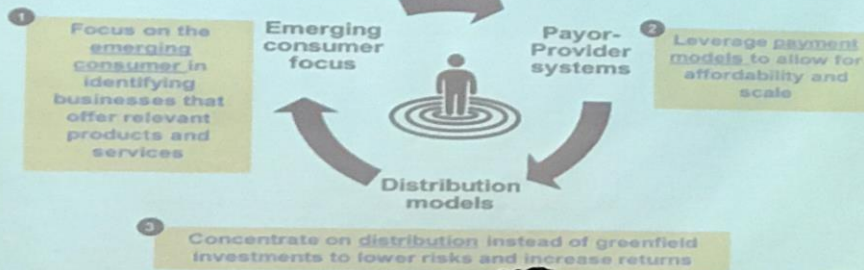 1
Focus on the
emerging
consumer in
identifying
businesses that
offer relevant
products and
services
Emerging
consumer
focus
Payor-
Provider
systems
2
Leverage payment
models to allow for
affordability and
scale
Distribution
models
3
Concentrate on distribution instead of greenfield
investments to lower risks and increase returns